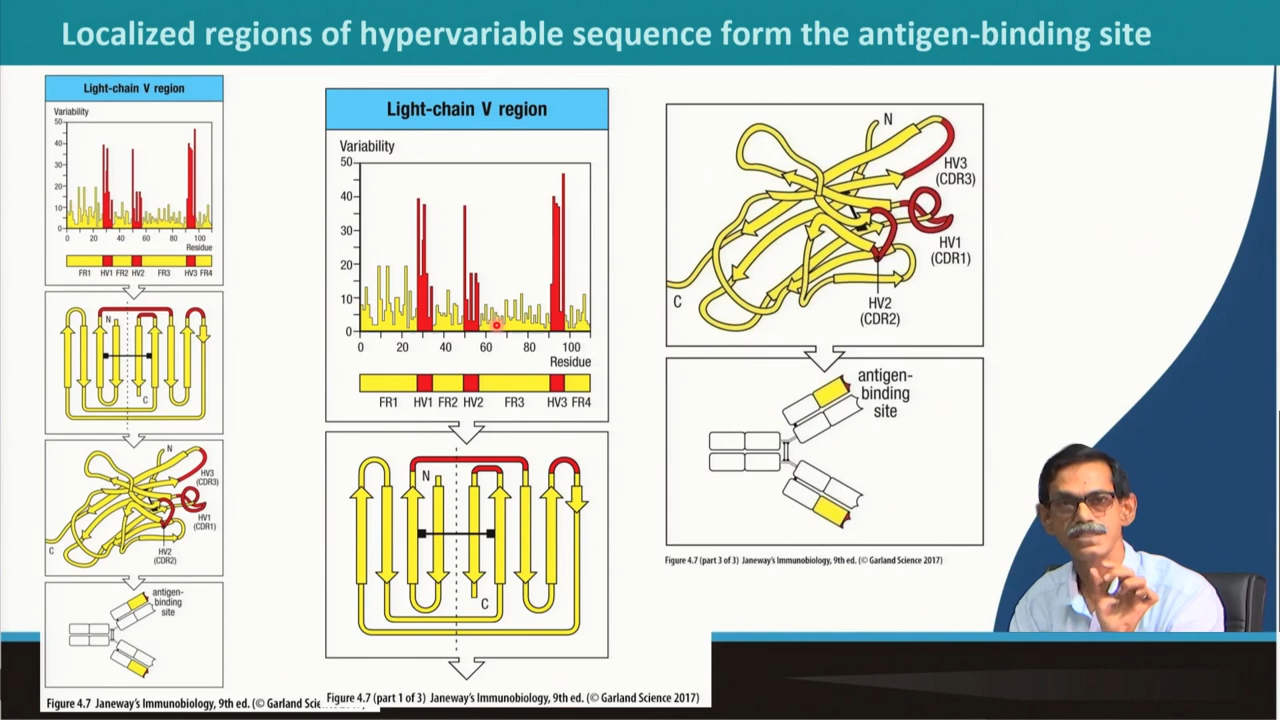 Localized regions of hypervariable sequence form the antigen-binding site
Light-chain V region
Variability
50
40
30
20
10
0
0 20 40 60 80 100
Residue
FR1 HV1 FR2 HV2 FR3 HV3 FR4
N
C
N
HV3
(CDR3)
HV1
(CDR1)
C
HV2
(CDR2)
antigen-
binding
site
Figure 4.7 Janeway's Immunobiology, 9th ed. (© Garland
Light-chain V region
Variability
50
40
30
20
10
0
0 20 40 60 80 100
Residue
FR1 HV1 FR2 HV2 FR3 HV3 FR4
N
C
Figure 4.7 (part 1 of 3) Janeway's Immunobiology, 9th ed. (© Garland Science 2017)
N
HV3
(CDR3)
HV1
(CDR1)
C
HV2
(CDR2)
antigen-
binding
site
Figure 4.7 (part 3 of 3) Janeway's Immunobiology, 9th ed. (© Garland Science 2017)